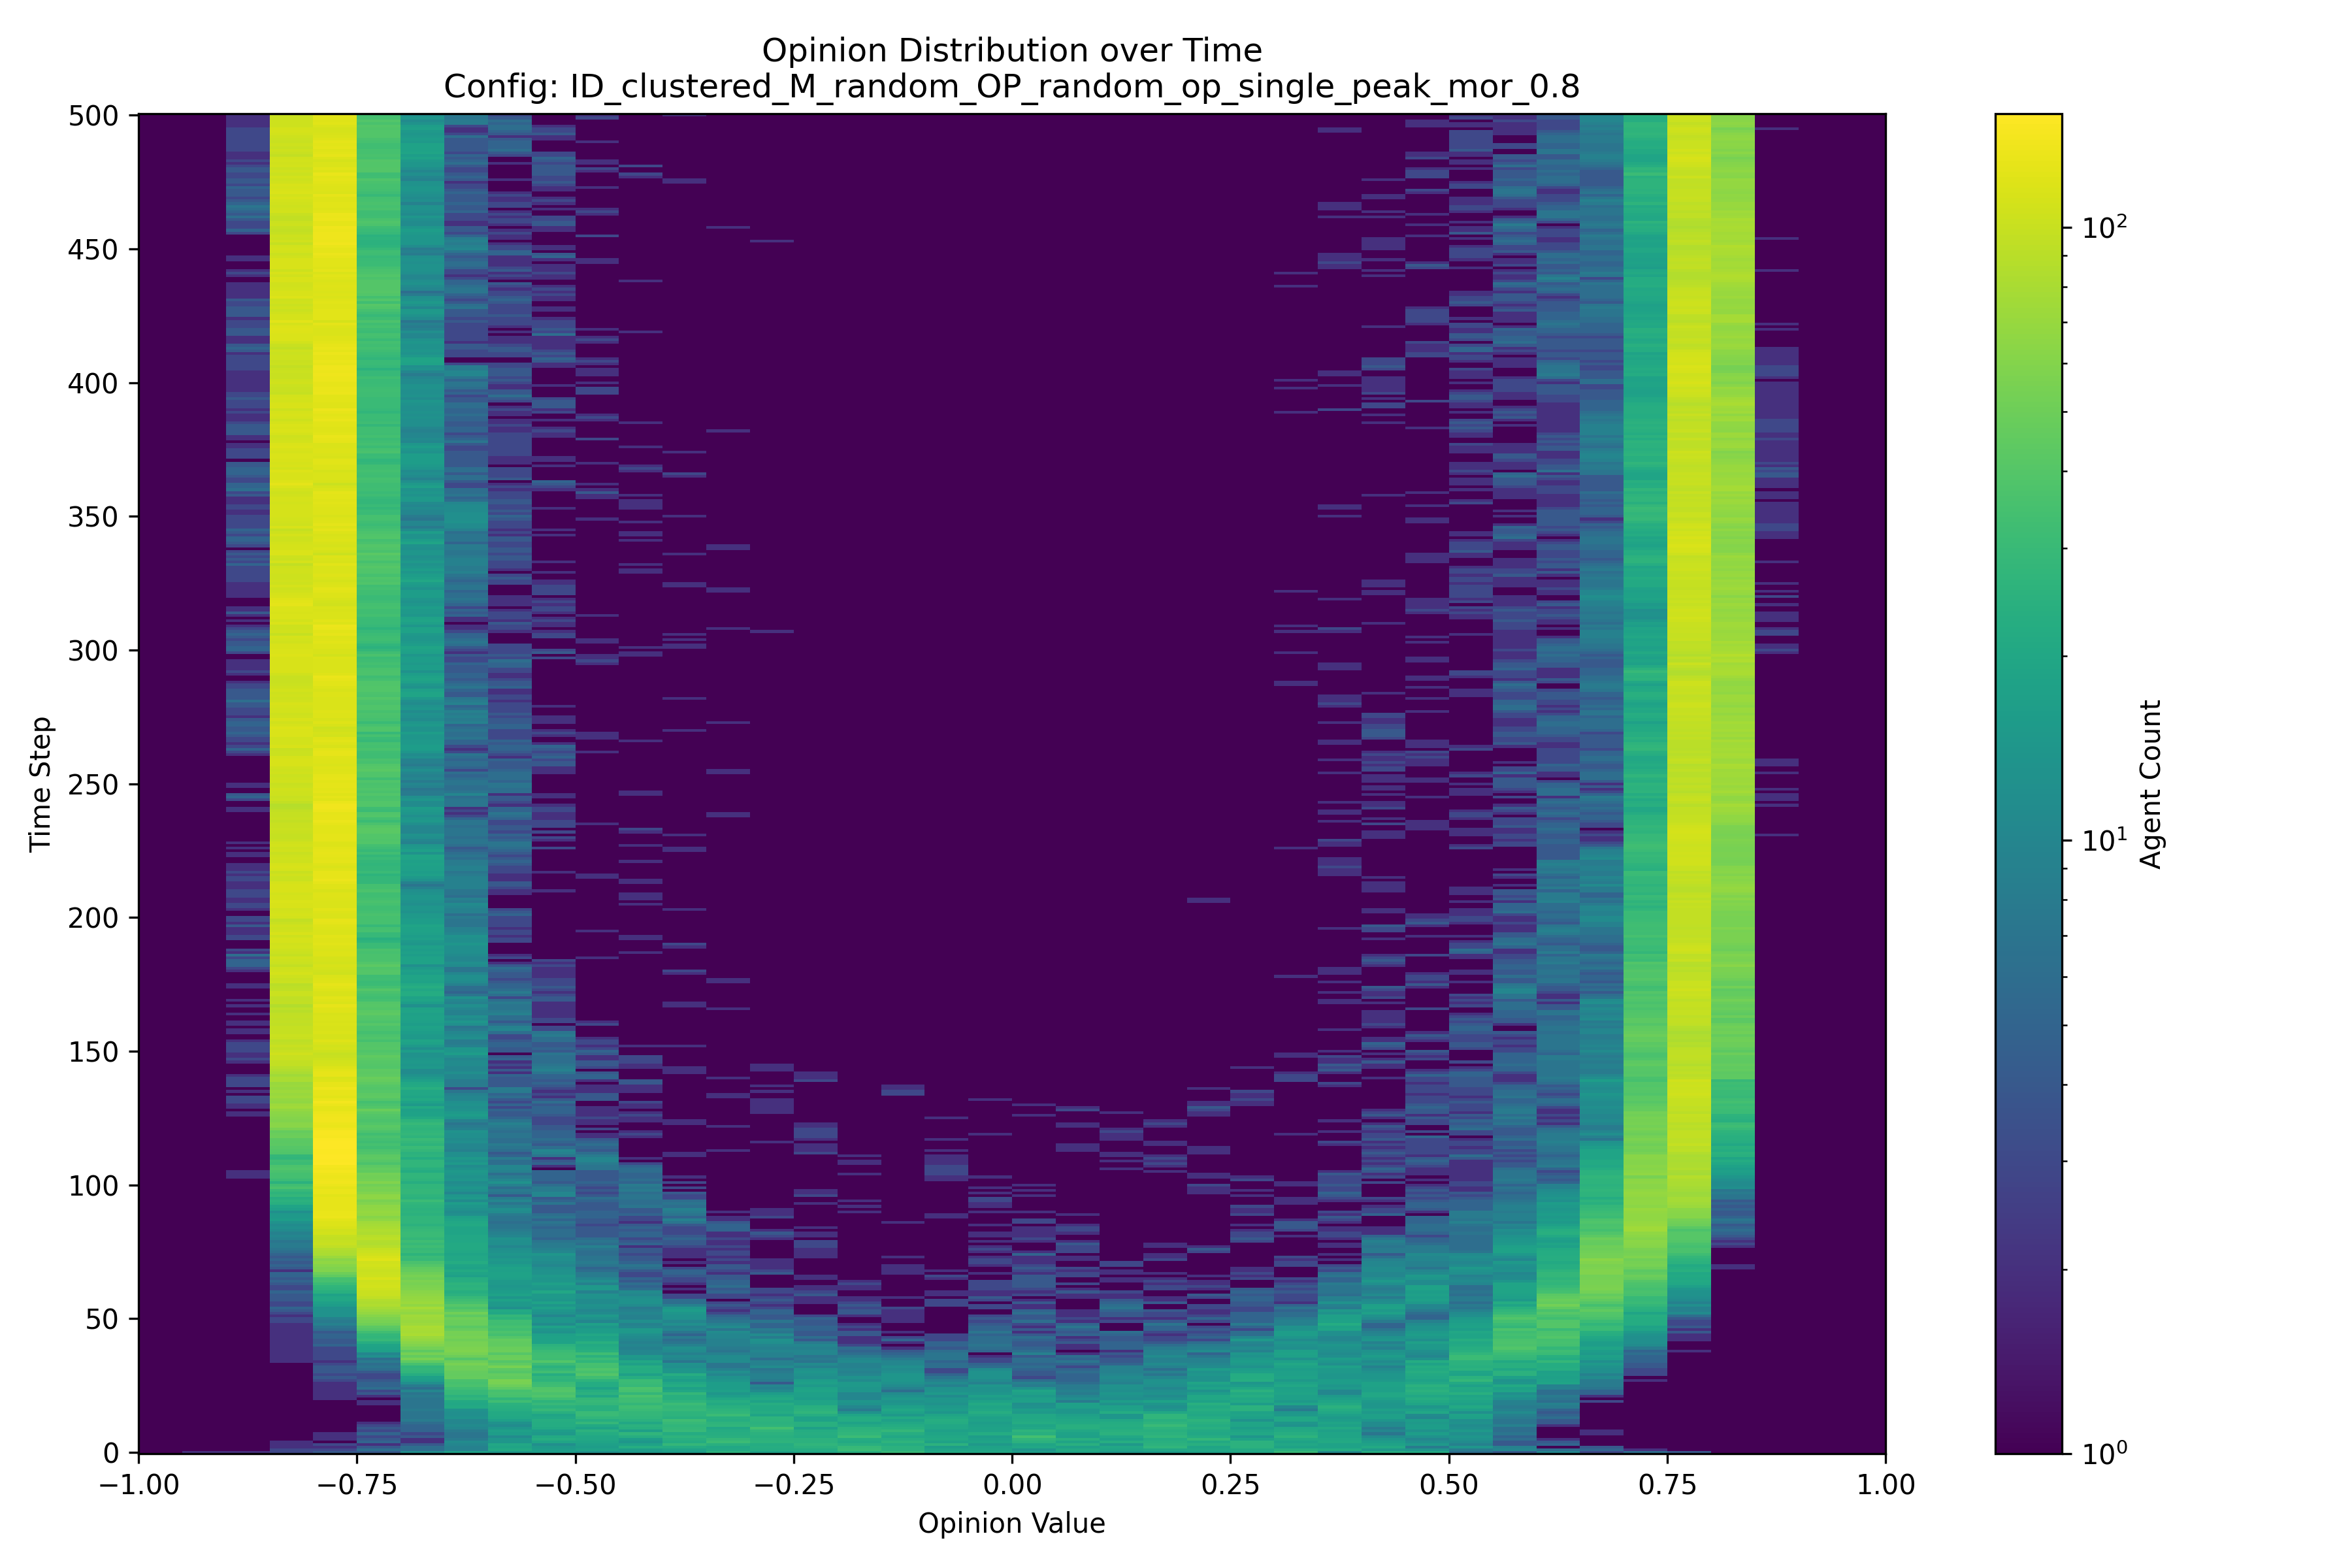 Opinion Distribution over Time
Config: ID_clustered_M_random_OP_random_op_single_peak_mor_0.8
500
450
400
350
300
250
200
150
100
50
0
Time Step
−1.00 −0.75 −0.50 −0.25 0.00 0.25 0.50 0.75 1.00
Opinion Value
10²
10¹
10⁰
Agent Count